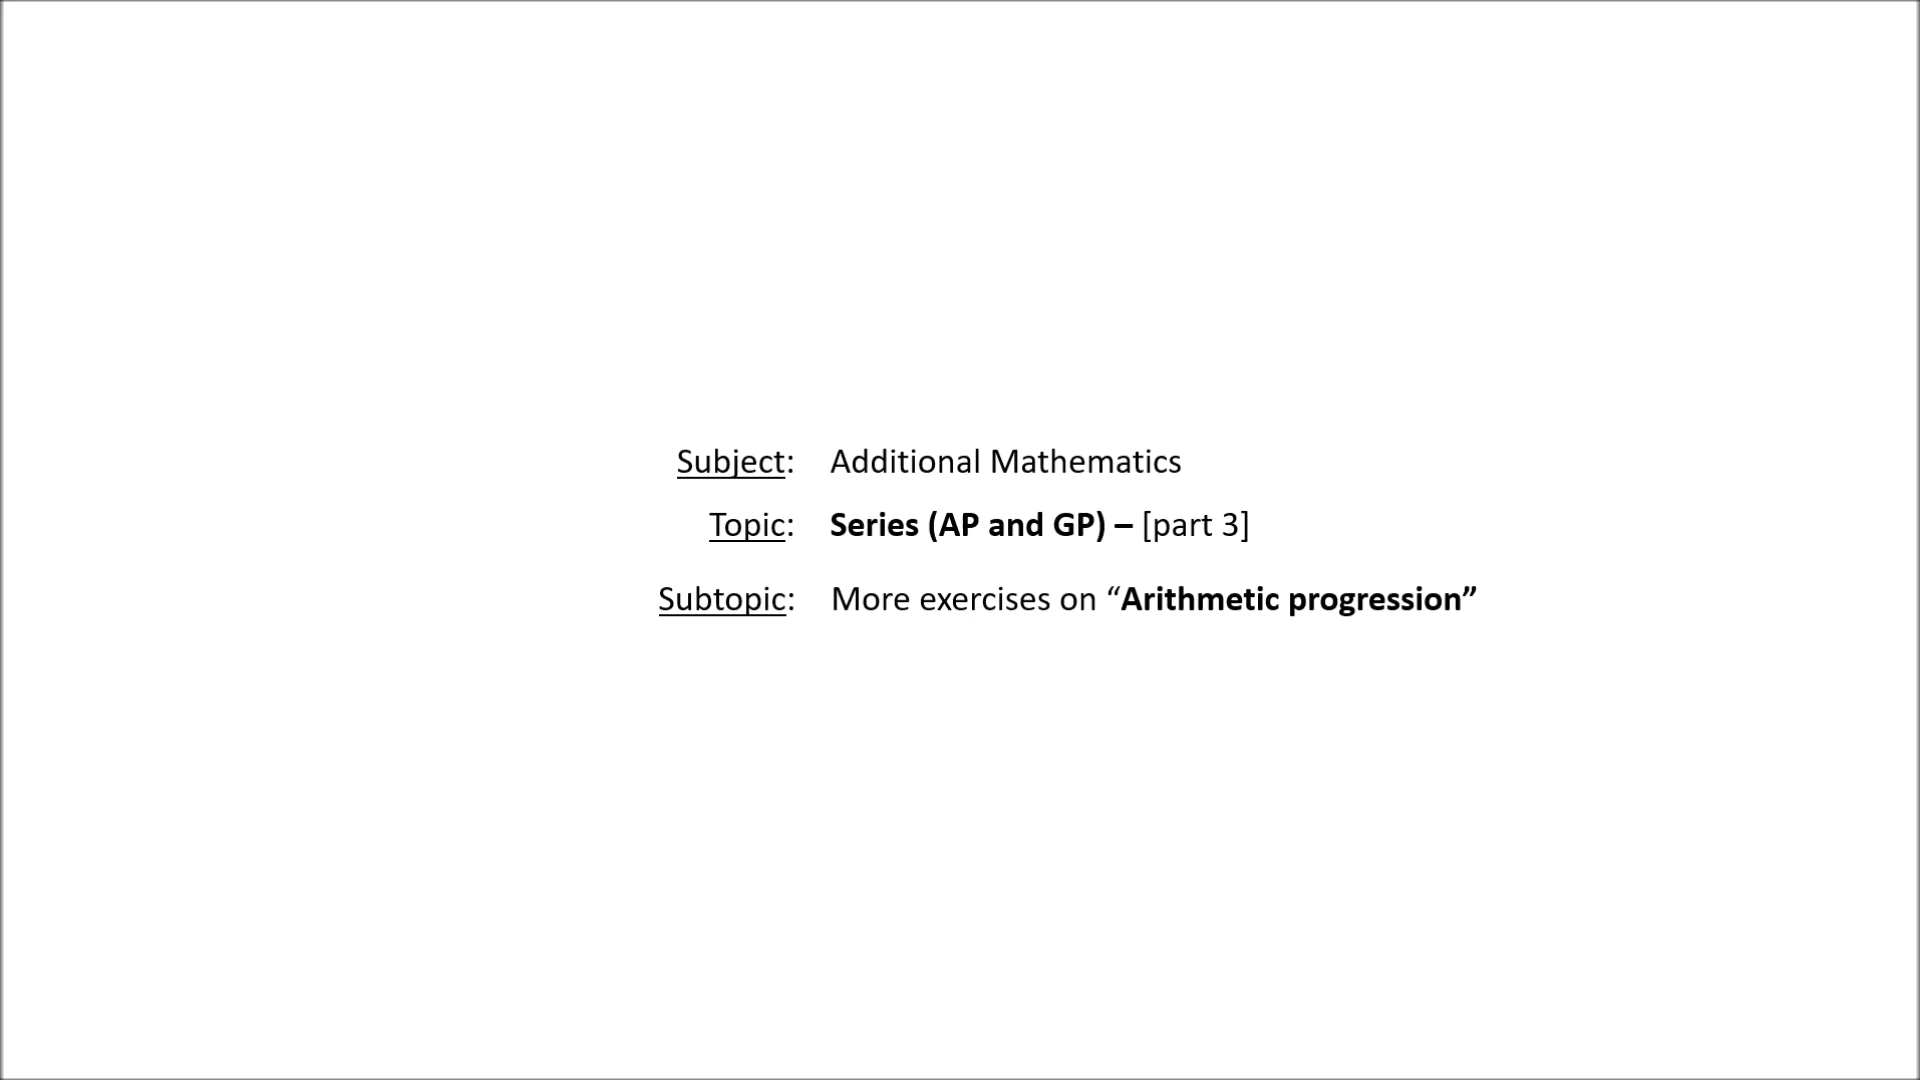 Subject: Additional Mathematics
Topic: Series (AP and GP) – [part 3]
Subtopic: More exercises on “Arithmetic progression”